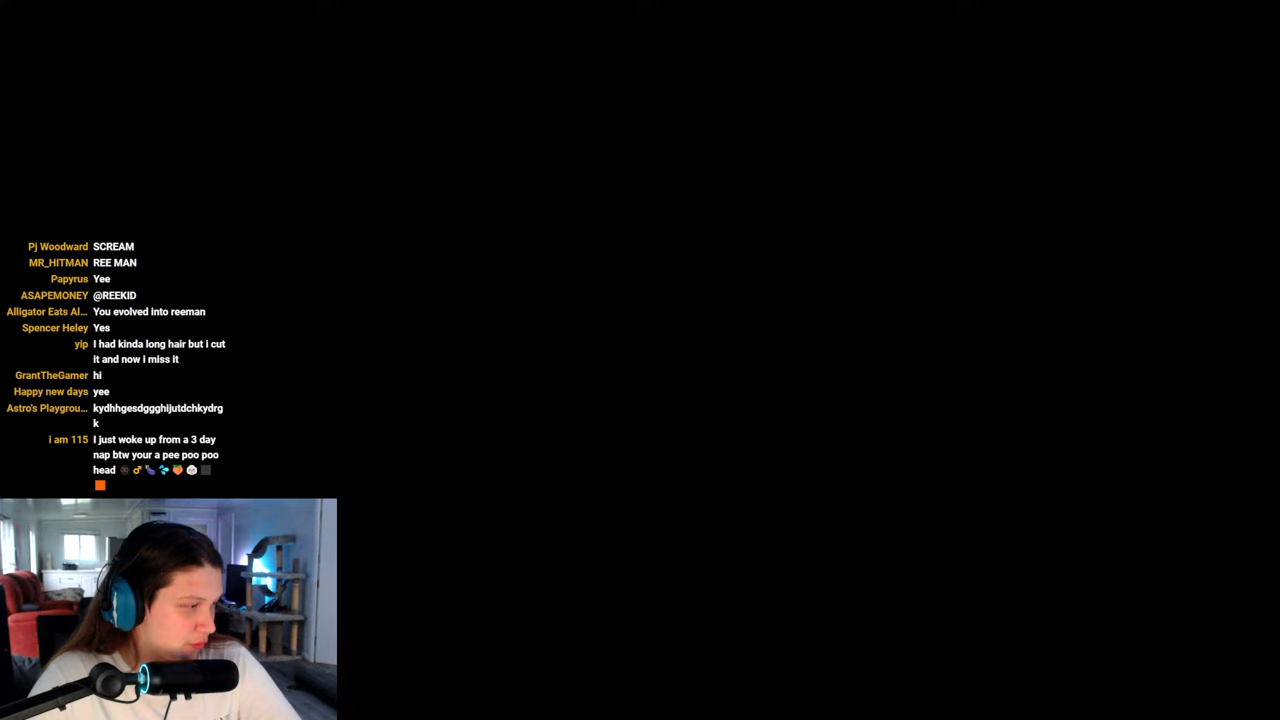 Pj Woodward SCREAM
MR_HITMAN REE MAN
Papyrus Yee
ASAPEMONEY @REEKID
Alligator Eats Al... You evolved into reeman
Spencer Heley Yes
yip I had kinda long hair but i cut
it and now i miss it
GrantTheGamer hi
Happy new days yee
Astro's Playgrou... kydhhgesdggghijutdchkydrg
k
i am 115 I just woke up from a 3 day
nap btw your a pee poo poo
head